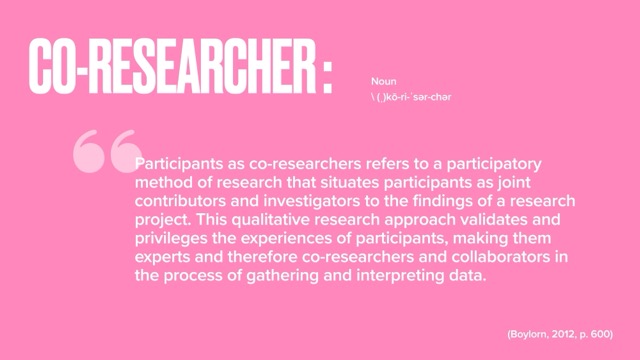 CO-RESEARCHER:
Noun
\ (ˌ)kō-ri-ˈsər-chər
“
Participants as co-researchers refers to a participatory
method of research that situates participants as joint
contributors and investigators to the findings of a research
project. This qualitative research approach validates and
privileges the experiences of participants, making them
experts and therefore co-researchers and collaborators in
the process of gathering and interpreting data.
(Boylorn, 2012, p. 600)